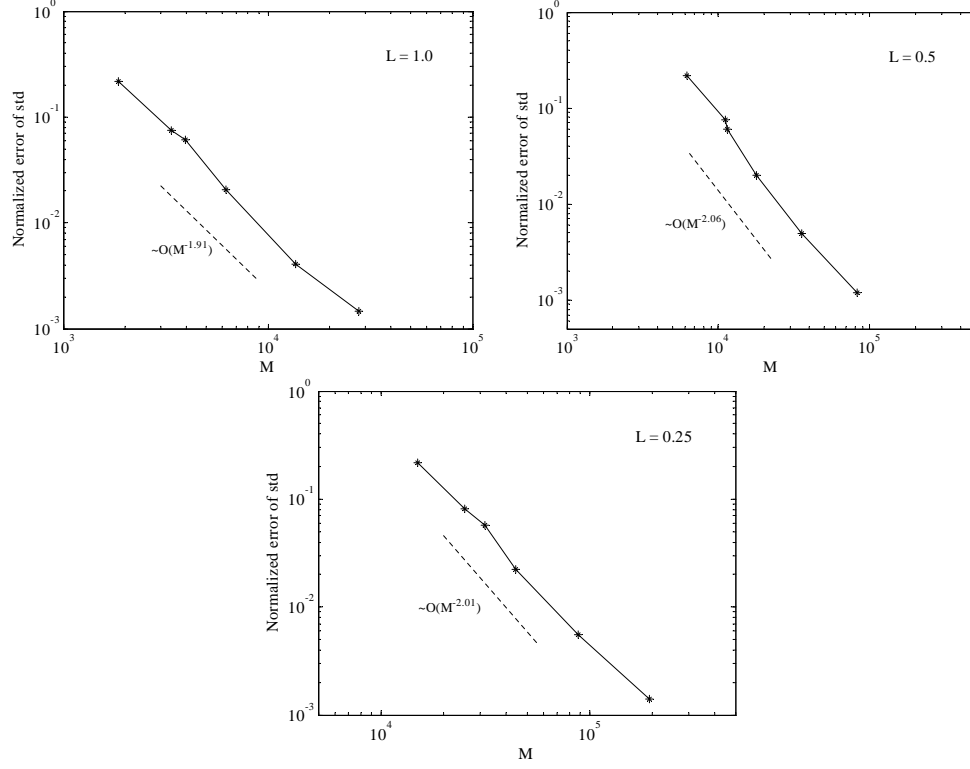 10^0
10^-1
10^-2
10^-3
10^3
10^4
10^5
Normalized error of std
M
L = 1.0
~O(M^-1.91)
10^0
10^-1
10^-2
10^-3
10^3
10^4
10^5
Normalized error of std
M
L = 0.5
~O(M^-2.06)
10^0
10^-1
10^-2
10^-3
10^4
10^5
Normalized error of std
M
L = 0.25
~O(M^-2.01)